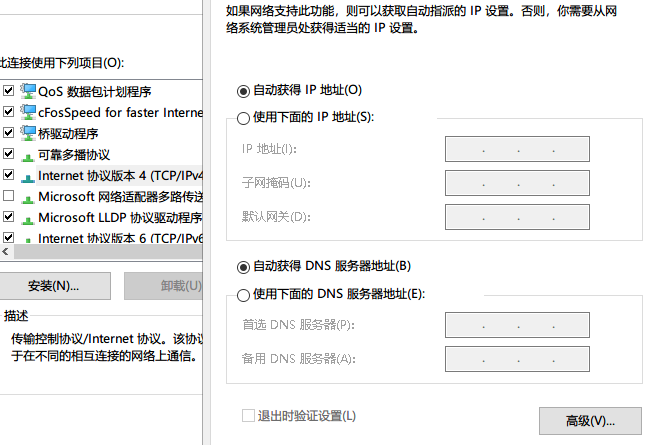 此连接使用下列项目(O):
QoS 数据包计划程序
cFosSpeed for faster Interne
桥驱动程序
可靠多播协议
Internet 协议版本 4 (TCP/IPv4
Microsoft 网络适配器多路传送
Microsoft LLDP 协议驱动程序
Internet 协议版本 6 (TCP/IPv6
安装(N)...
卸载(U)
描述
传输控制协议/Internet 协议。该协议
于在不同的相互连接的网络上通信。
如果网络支持此功能，则可以获取自动指派的 IP 设置。否则，你需要从网
络系统管理员处获得适当的 IP 设置。
自动获得 IP 地址(O)
使用下面的 IP 地址(S):
IP 地址(I):
子网掩码(U):
默认网关(D):
自动获得 DNS 服务器地址(B)
使用下面的 DNS 服务器地址(E):
首选 DNS 服务器(P):
备用 DNS 服务器(A):
退出时验证设置(L)
高级(V)...